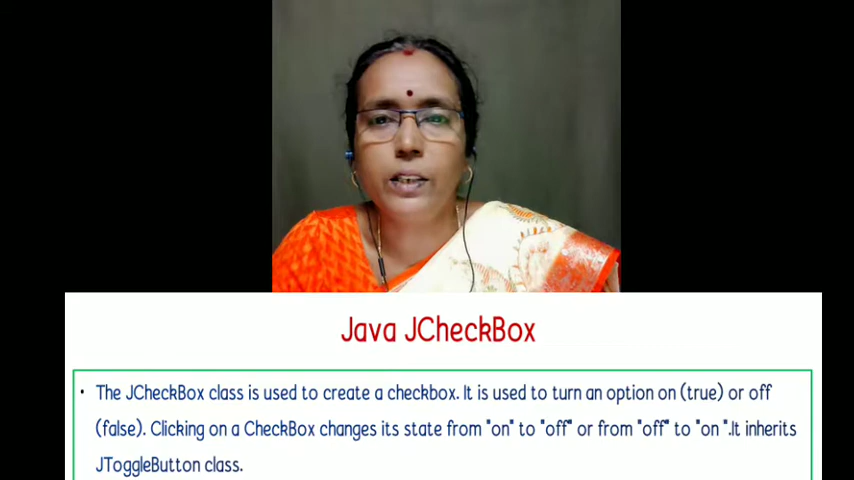 Java JCheckBox
• The JCheckBox class is used to create a checkbox. It is used to turn an option on (true) or off
(false). Clicking on a CheckBox changes its state from "on" to "off" or from "off" to "on ".It inherits
JToggleButton class.